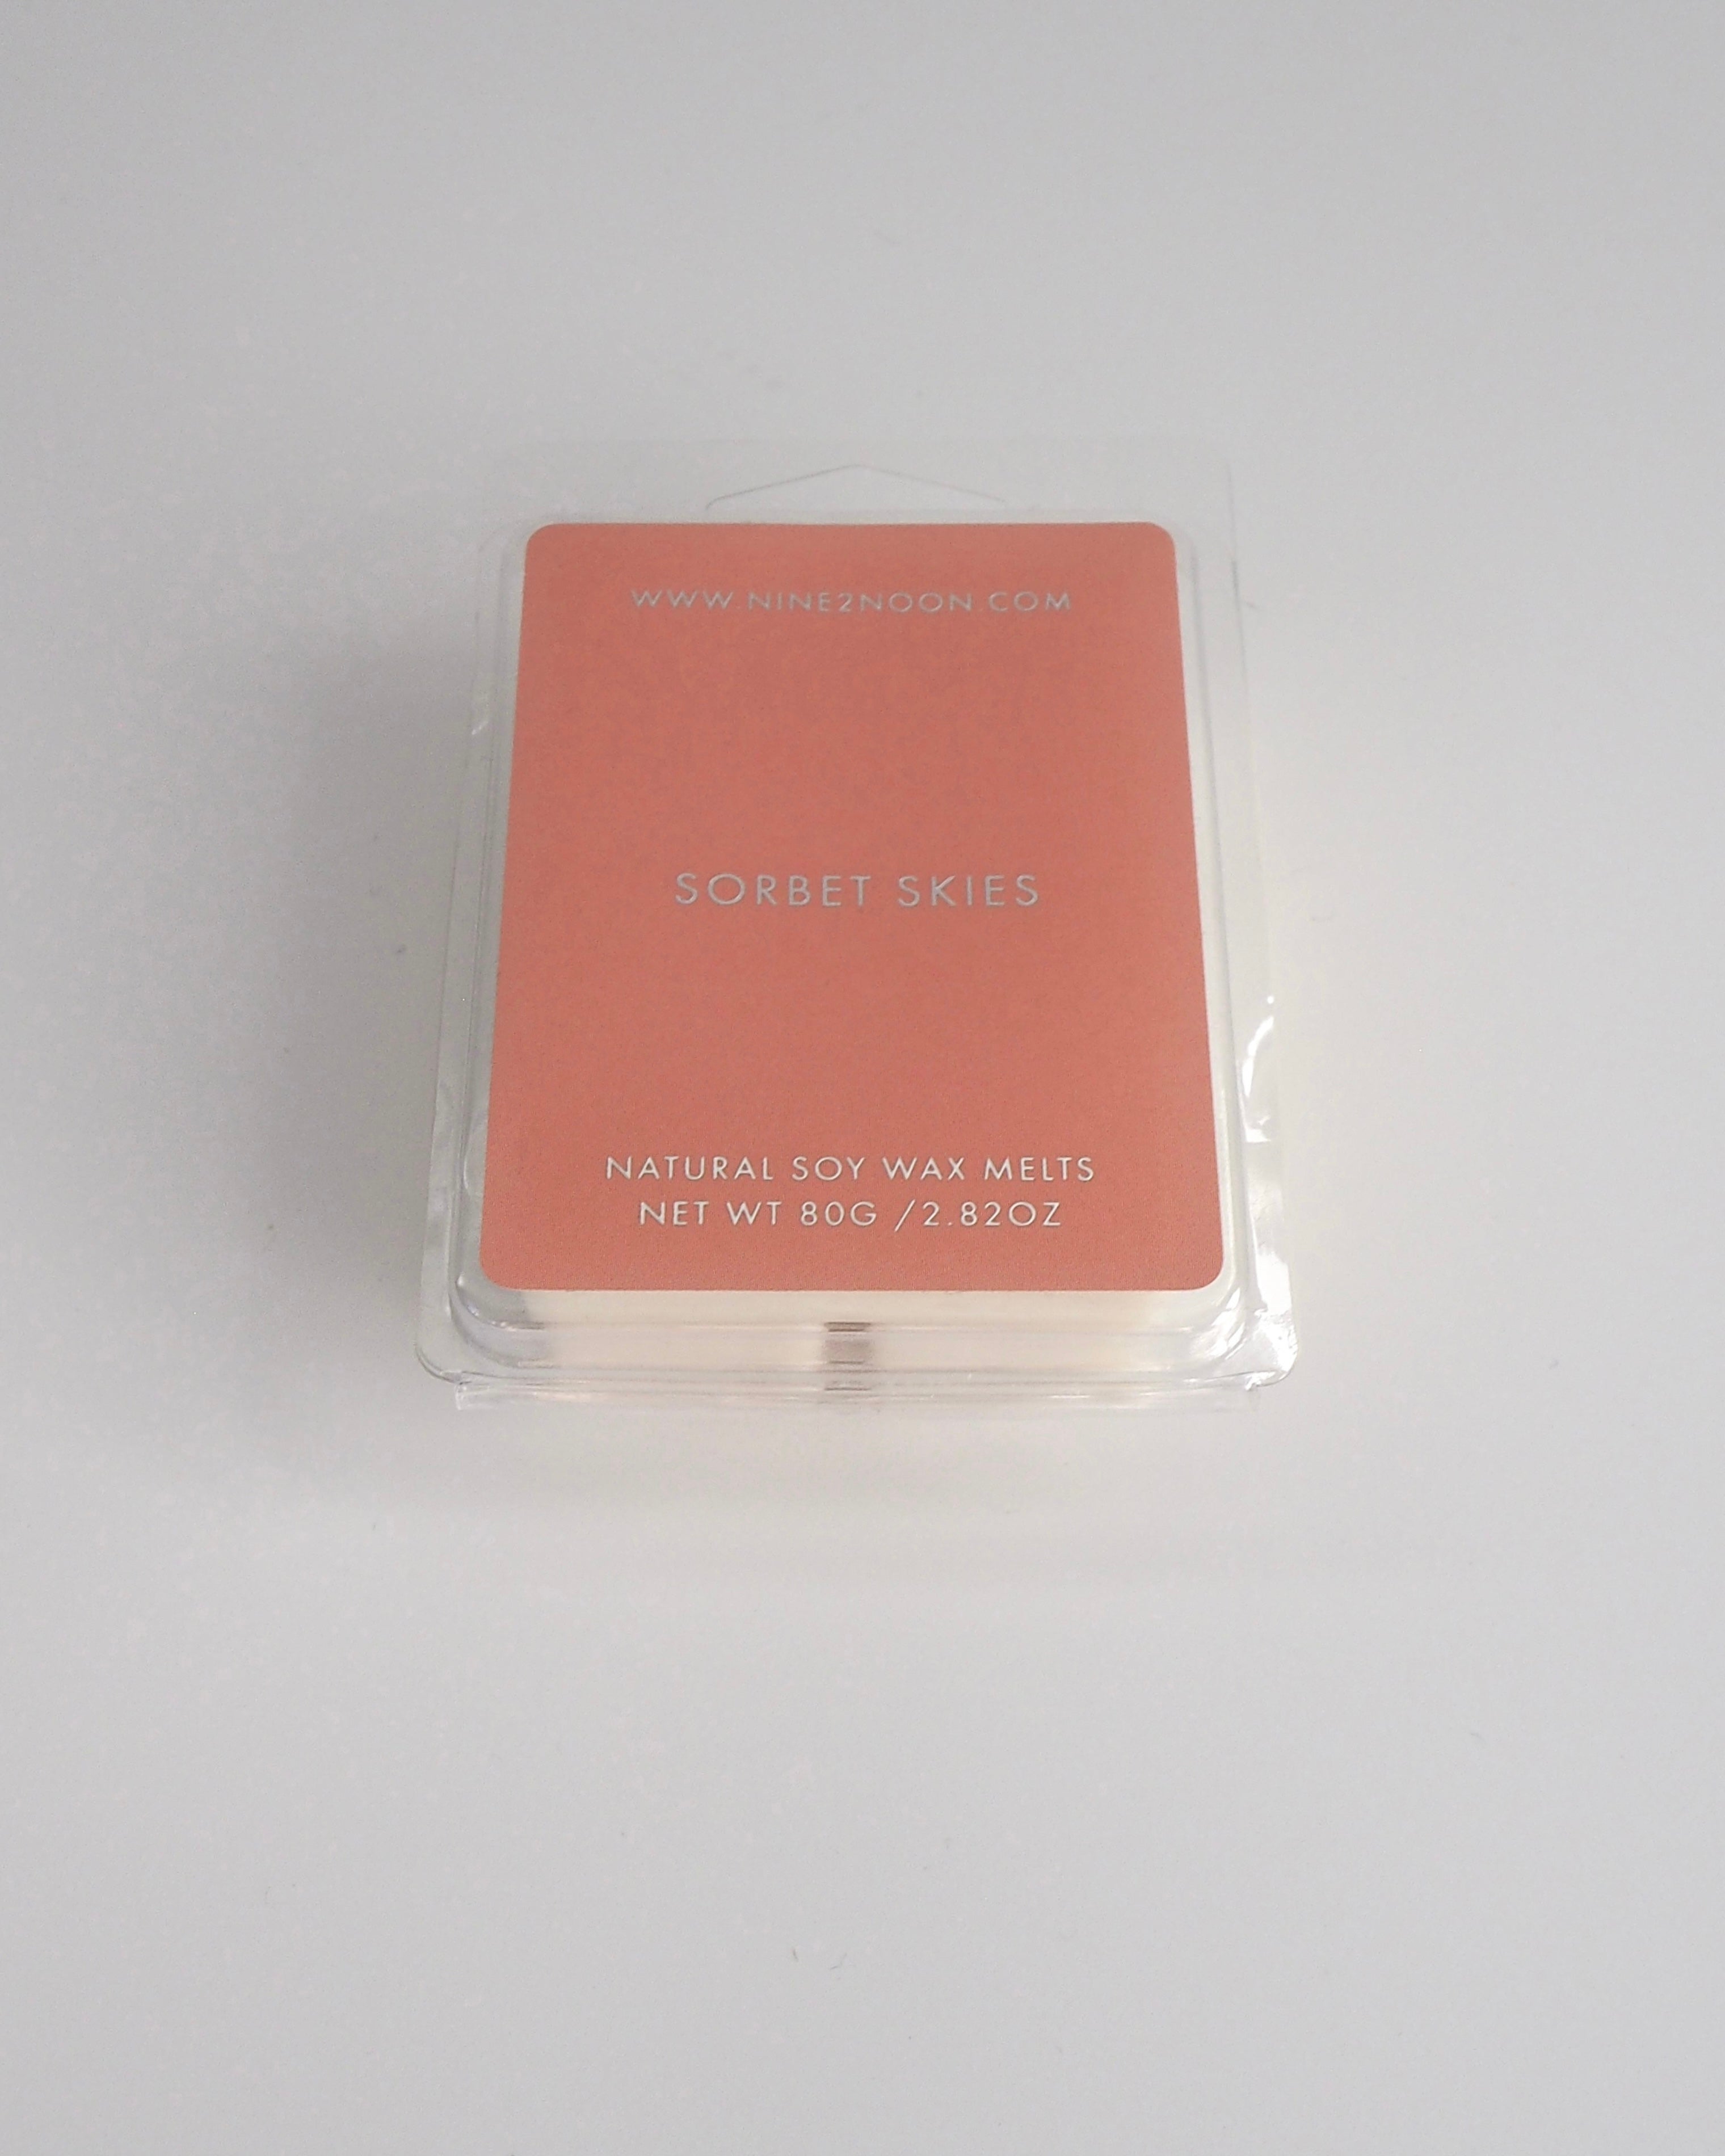 WWW.NINE2NOON.COM
SORBET SKIES
NATURAL SOY WAX MELTS
NET WT 80G /2.82OZ